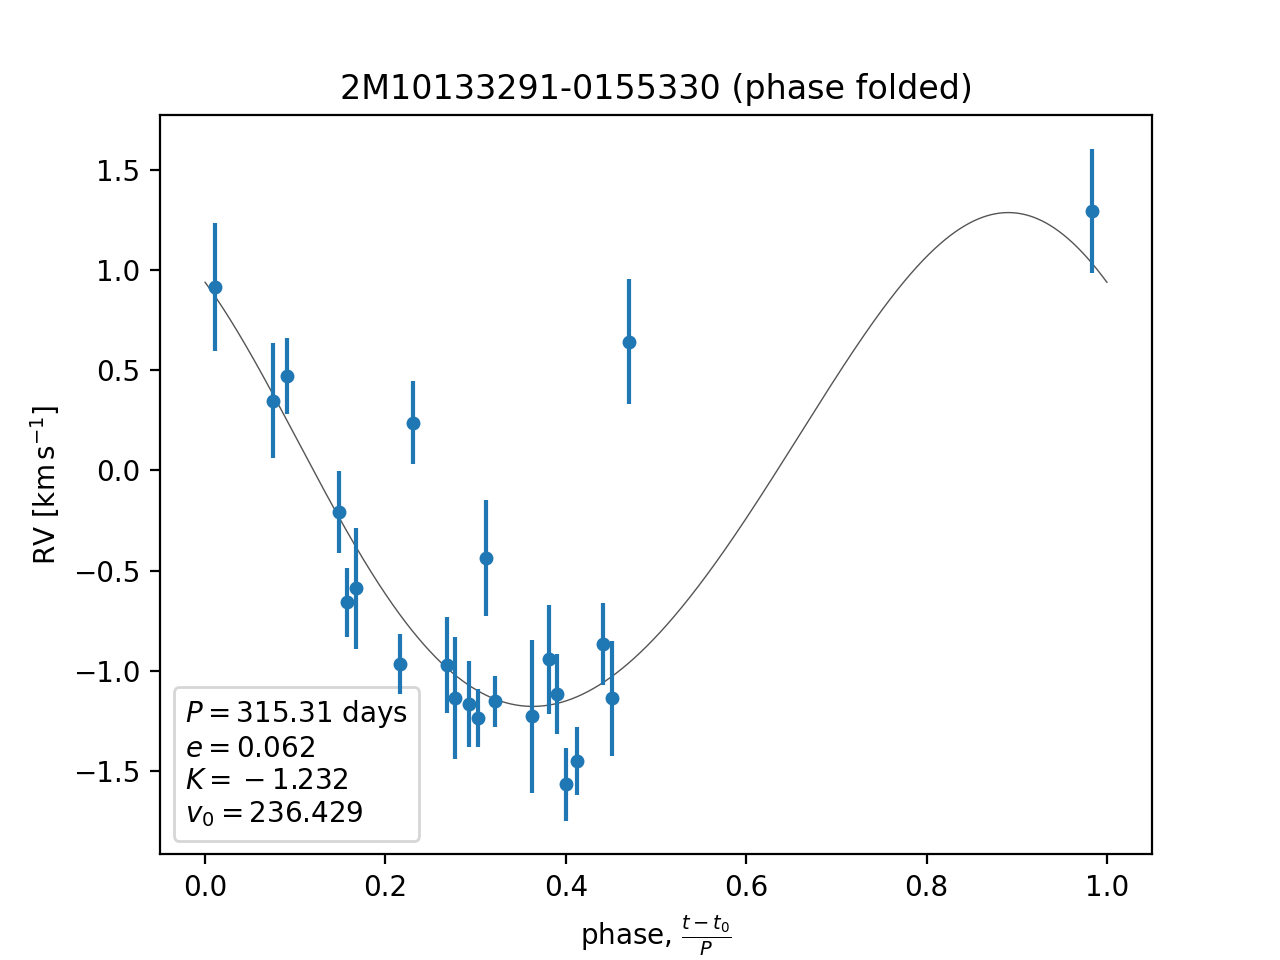 2M10133291-0155330 (phase folded)
RV [km s⁻¹]
1.5
1.0
0.5
0.0
−0.5
−1.0
−1.5
P = 315.31 days
e = 0.062
K = −1.232
v₀ = 236.429
0.0 0.2 0.4 0.6 0.8 1.0
phase, (t − t₀)/P